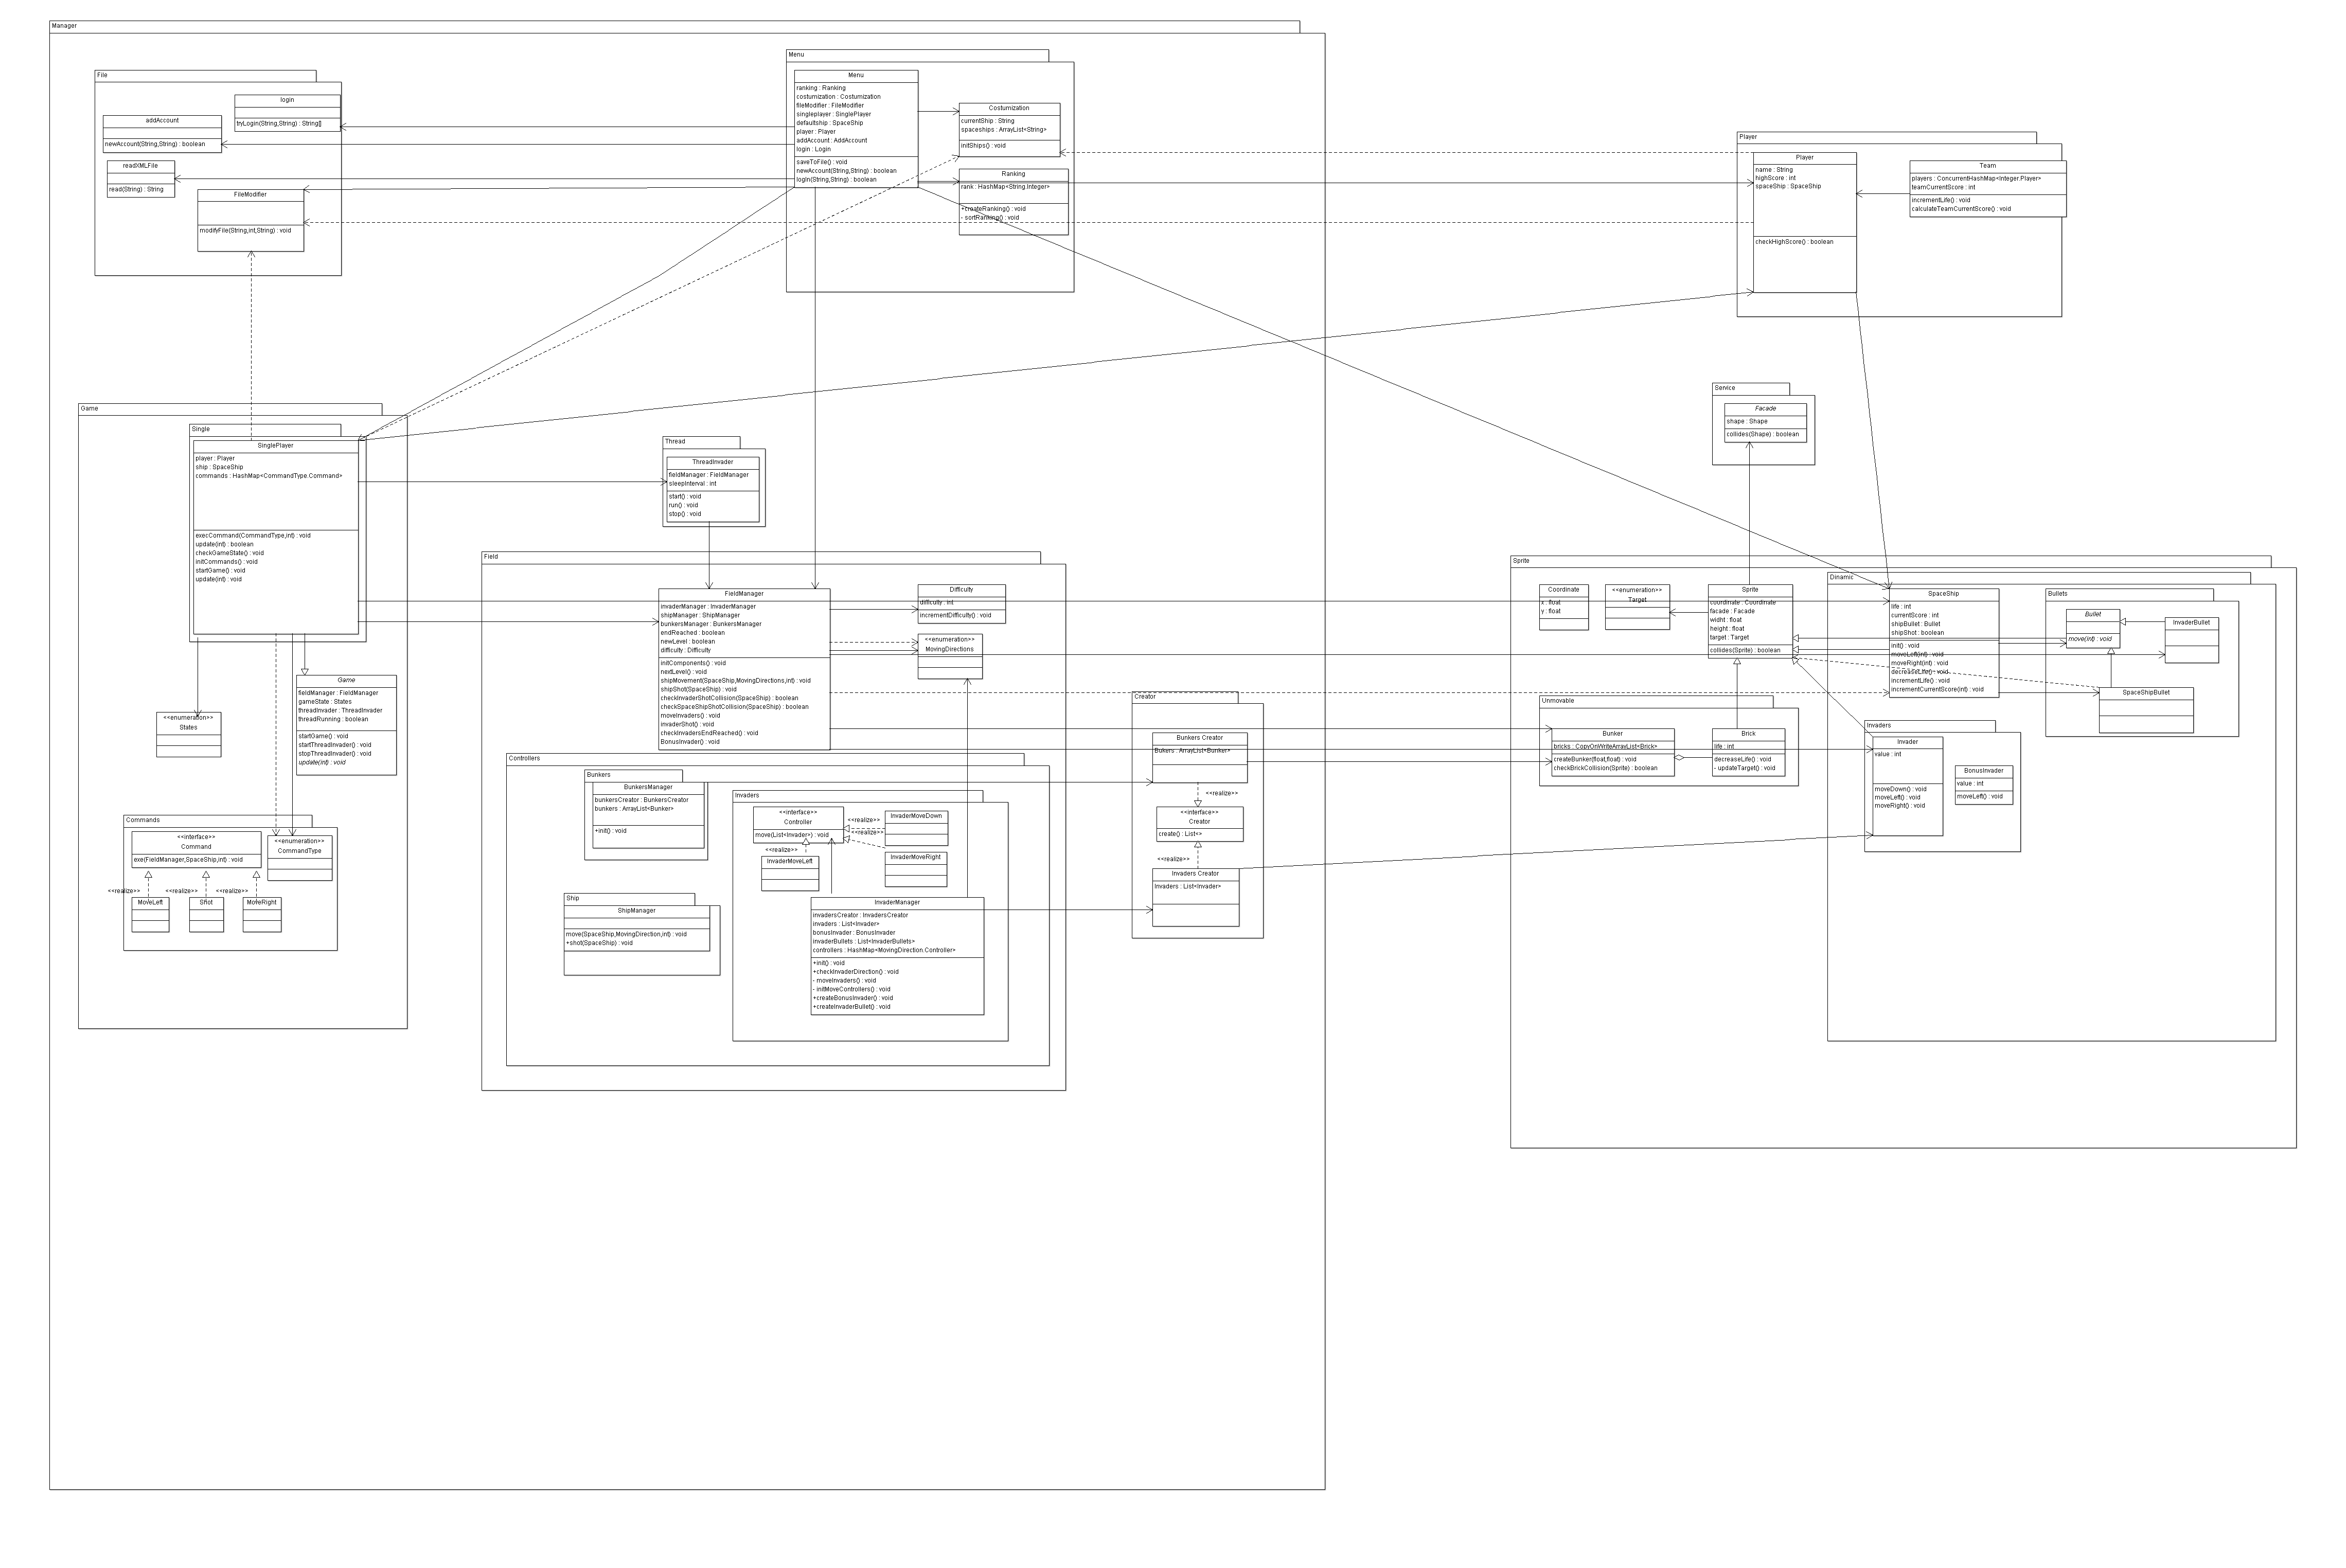 Manager
File
login
tryLogin(String,String) : String[]
addAccount
newAccount(String,String) : boolean
readXMLFile
read(String) : String
FileModifier
modifyFile(String,int,String) : void
Menu
Menu
ranking : Ranking
costumization : Costumization
fileModifier : FileModifier
singleplayer : SinglePlayer
defaultship : SpaceShip
player : Player
addAccount : AddAccount
login : Login
saveToFile() : void
newAccount(String,String) : boolean
logIn(String,String) : boolean
Costumization
currentShip : String
spaceships : ArrayList<String>
initShips() : void
Ranking
rank : HashMap<String.Integer>
+createRanking() : void
- sortRanking() : void
Player
Player
name : String
highScore : int
spaceShip : SpaceShip
checkHighScore() : boolean
Team
players : ConcurrentHashMap<Integer.Player>
teamCurrentScore : int
incrementLife() : void
calculateTeamCurrentScore() : void
Service
Facade
shape : Shape
collides(Shape) : boolean
Game
Single
SinglePlayer
player : Player
ship : SpaceShip
commands : HashMap<CommandType.Command>
execCommand(CommandType,int) : void
update(int) : boolean
checkGameState() : void
initCommands() : void
startGame() : void
update(int) : void
<<enumeration>>
States
Game
fieldManager : FieldManager
gameState : States
threadInvader : ThreadInvader
threadRunning : boolean
startGame() : void
startThreadInvader() : void
stopThreadInvader() : void
update(int) : void
Commands
<<interface>>
Command
exe(FieldManager,SpaceShip,int) : void
<<enumeration>>
CommandType
<<realize>>
<<realize>>
<<realize>>
MoveLeft
Shot
MoveRight
Thread
ThreadInvader
fieldManager : FieldManager
sleepInterval : int
start() : void
run() : void
stop() : void
Field
FieldManager
invaderManager : InvaderManager
shipManager : ShipManager
bunkersManager : BunkersManager
endReached : boolean
newLevel : boolean
difficulty : Difficulty
initComponents() : void
nextLevel() : void
shipMovement(SpaceShip,MovingDirections,int) : void
shipShot(SpaceShip) : void
checkInvaderShotCollision(SpaceShip) : boolean
checkSpaceShipShotCollision(SpaceShip) : boolean
moveInvaders() : void
invaderShot() : void
checkInvadersEndReached() : void
BonusInvader() : void
Difficulty
difficulty : int
incrementDifficulty() : void
<<enumeration>>
MovingDirections
Controllers
Bunkers
BunkersManager
bunkersCreator : BunkersCreator
bunkers : ArrayList<Bunker>
+init() : void
Ship
ShipManager
move(SpaceShip,MovingDirection,int) : void
+shot(SpaceShip) : void
Invaders
<<interface>>
Controller
move(List<Invader>) : void
<<realize>>
<<realize>>
<<realize>>
InvaderMoveDown
InvaderMoveLeft
InvaderMoveRight
InvaderManager
invadersCreator : InvadersCreator
invaders : List<Invader>
bonusInvader : BonusInvader
invaderBullets : List<InvaderBullets>
controllers : HashMap<MovingDirection.Controller>
+init() : void
+checkInvaderDirection() : void
- moveInvaders() : void
- initMoveControllers() : void
+createBonusInvader() : void
+createInvaderBullet() : void
Creator
Bunkers Creator
Bukers : ArrayList<Bunker>
<<realize>>
<<interface>>
Creator
create() : List<>
<<realize>>
Invaders Creator
Invaders : List<Invader>
Sprite
Coordinate
x : float
y : float
<<enumeration>>
Target
Sprite
coordinate : Coordinate
facade : Facade
widht : float
height : float
target : Target
collides(Sprite) : boolean
Unmovable
Bunker
bricks : CopyOnWriteArrayList<Brick>
createBunker(float,float) : void
checkBrickCollision(Sprite) : boolean
Brick
life : int
decreaseLife() : void
- updateTarget() : void
Dinamic
SpaceShip
life : int
currentScore : int
shipBullet : Bullet
shipShot : boolean
init() : void
moveLeft(int) : void
moveRight(int) : void
decreaseLife() : void
incrementLife() : void
incrementCurrentScore(int) : void
Bullets
Bullet
move(int) : void
InvaderBullet
SpaceShipBullet
Invaders
Invader
value : int
moveDown() : void
moveLeft() : void
moveRight() : void
BonusInvader
value : int
moveLeft() : void